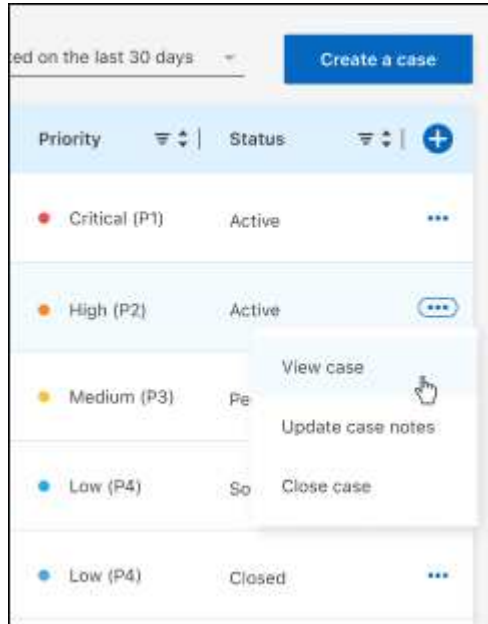 ted on the last 30 days
Create a case
Priority Status
Critical (P1) Active
High (P2) Active
View case
Medium (P3) Pe
Update case notes
Low (P4) So Close case
Low (P4) Closed